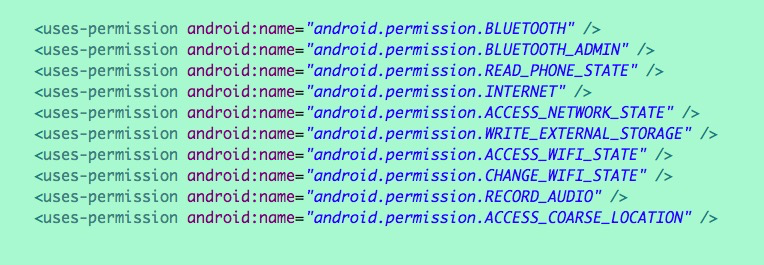 <uses-permission android:name="android.permission.BLUETOOTH" />
<uses-permission android:name="android.permission.BLUETOOTH_ADMIN" />
<uses-permission android:name="android.permission.READ_PHONE_STATE" />
<uses-permission android:name="android.permission.INTERNET" />
<uses-permission android:name="android.permission.ACCESS_NETWORK_STATE" />
<uses-permission android:name="android.permission.WRITE_EXTERNAL_STORAGE" />
<uses-permission android:name="android.permission.ACCESS_WIFI_STATE" />
<uses-permission android:name="android.permission.CHANGE_WIFI_STATE" />
<uses-permission android:name="android.permission.RECORD_AUDIO" />
<uses-permission android:name="android.permission.ACCESS_COARSE_LOCATION" />